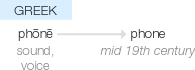 GREEK
phōnē phone
sound, mid 19th century
voice